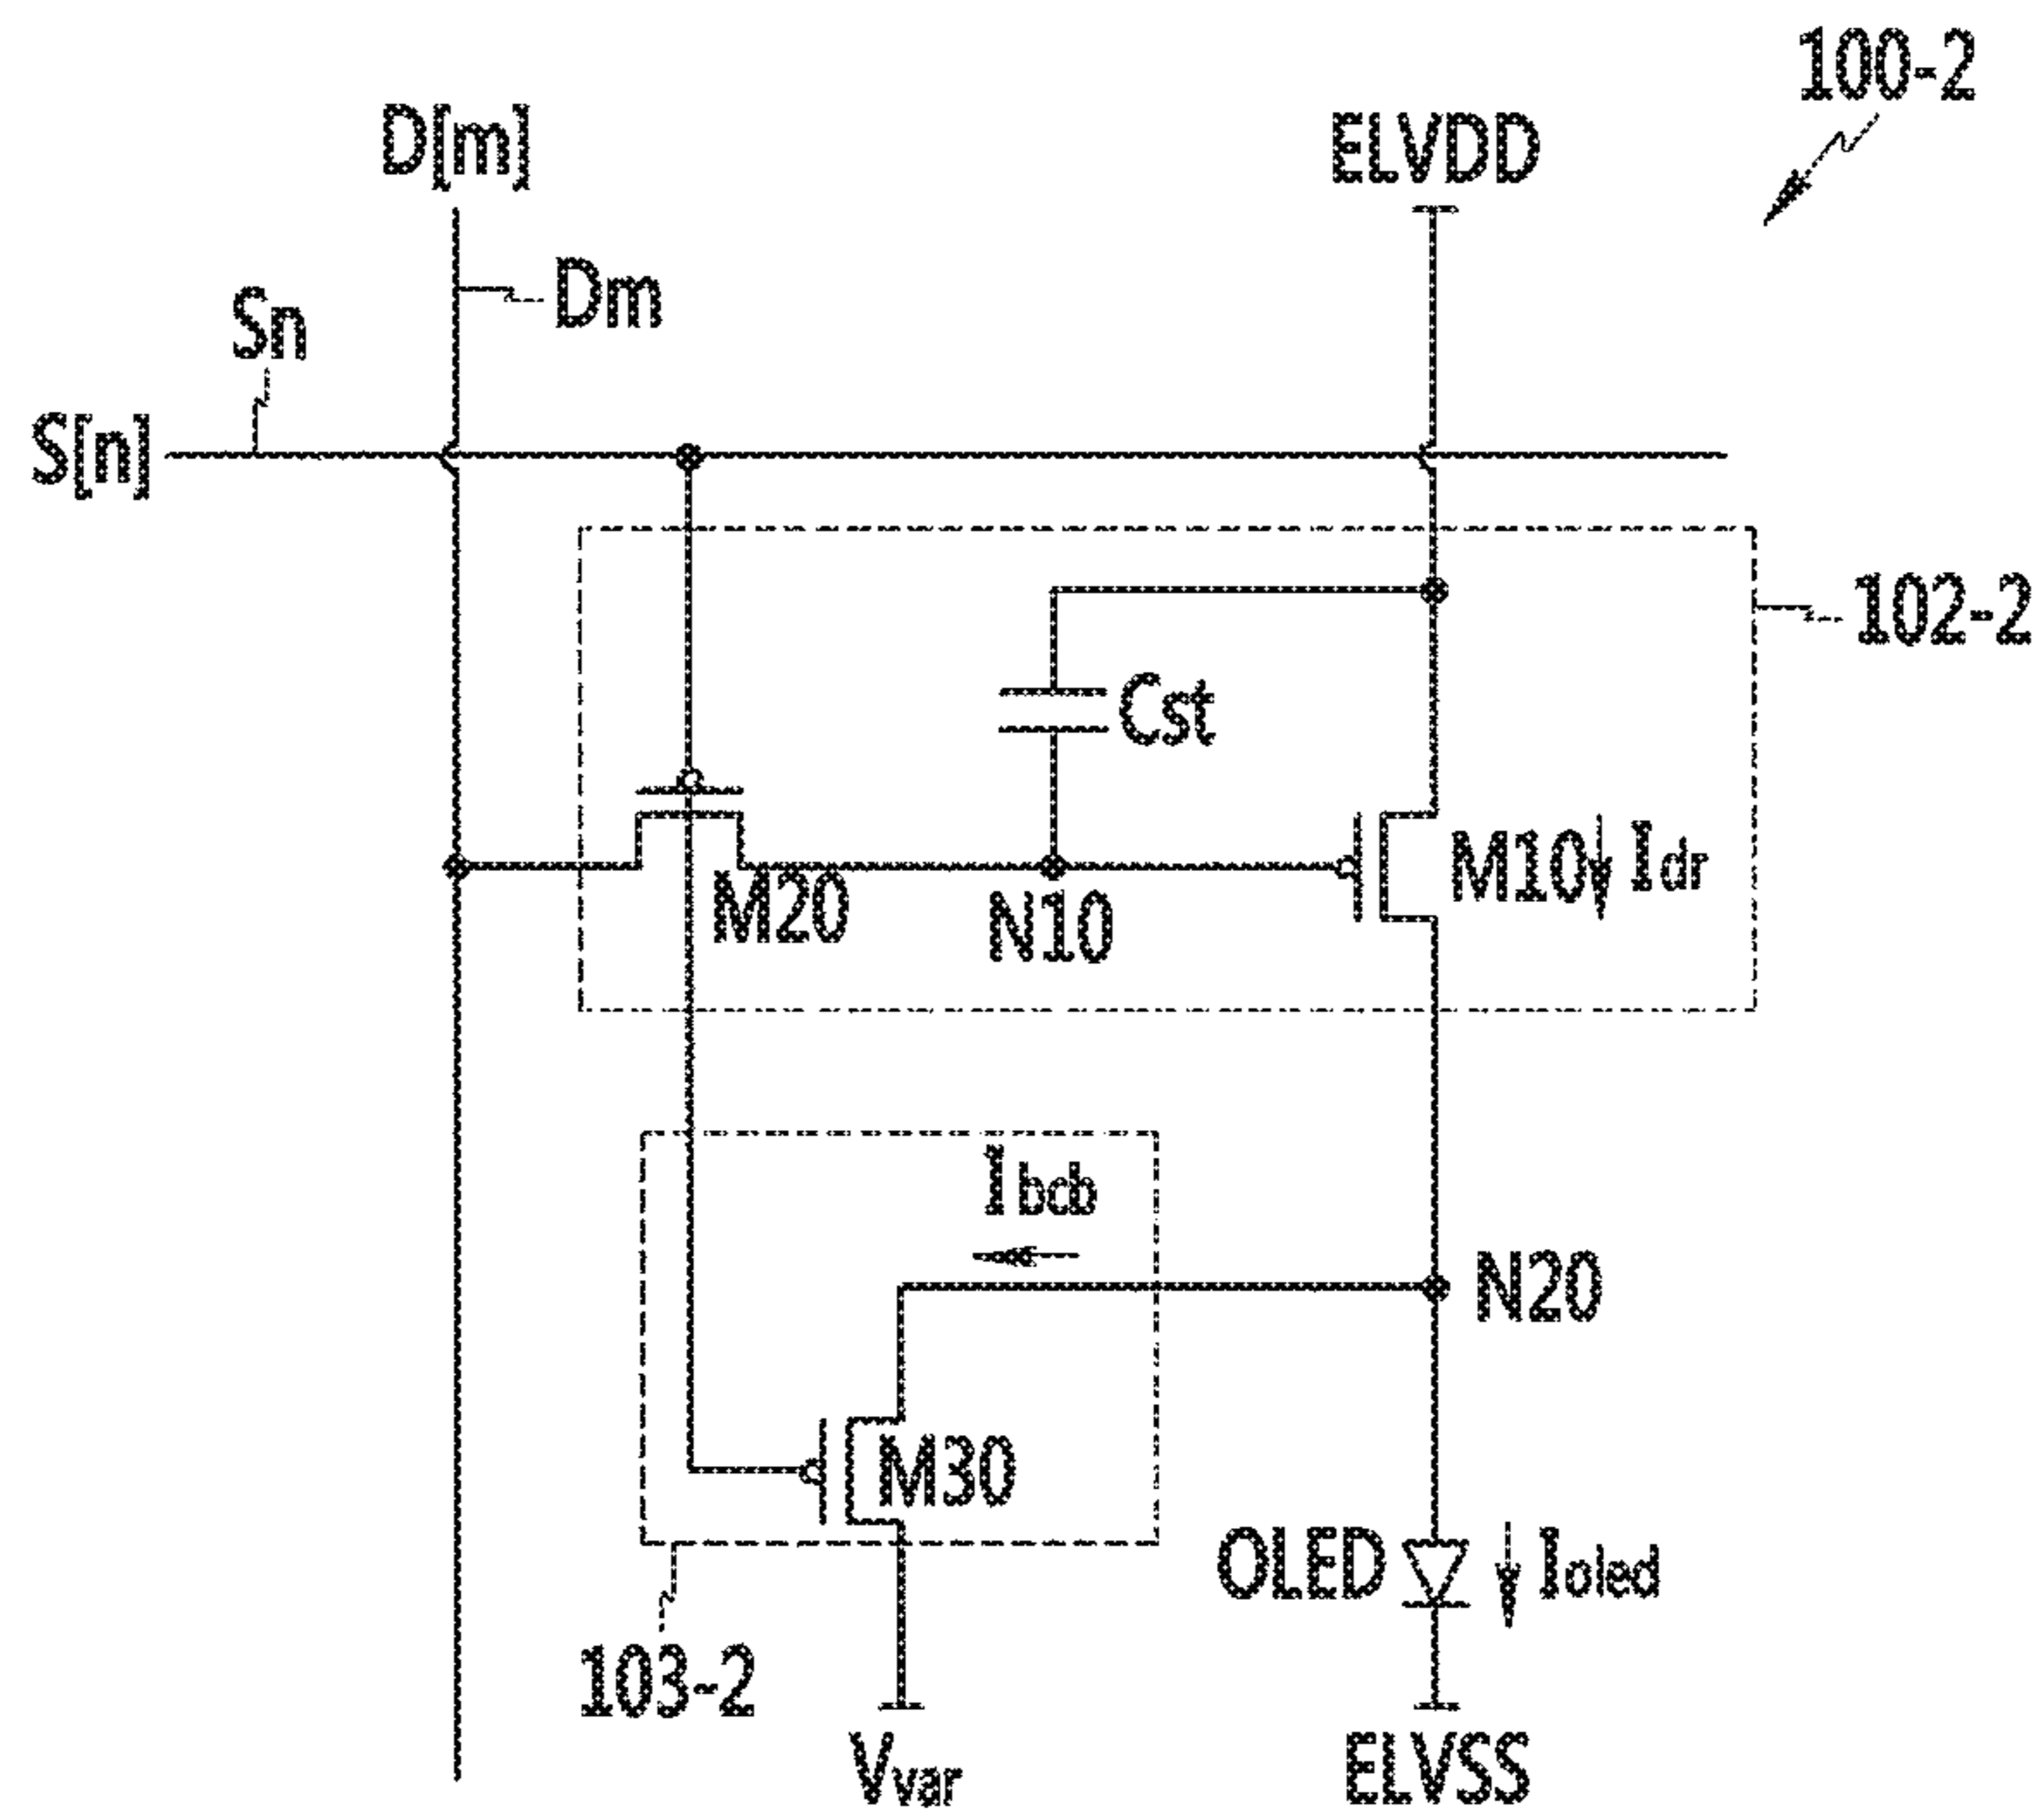 100-2
D[m]
ELVDD
Dm
Sn
S[n]
102-2
Cst
M10
Idr
M20
N10
Ibcb
N20
M30
OLED
Ioled
103-2
Vvar
ELVSS